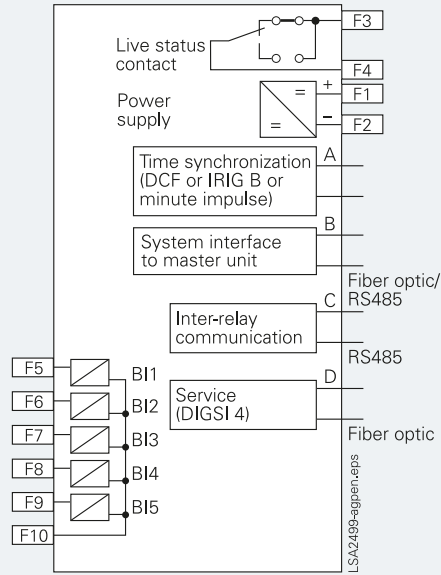 F3
Live status
contact
F4
Power
supply
=
=
+
–
F1
F2
Time synchronization
(DCF or IRIG B or
minute impulse)
A
System interface
to master unit
B
Fiber optic/
RS485
Inter-relay
communication
C
RS485
Service
(DIGSI 4)
D
Fiber optic
F5
BI1
F6
BI2
F7
BI3
F8
BI4
F9
BI5
F10
LSA2499-agpen.eps